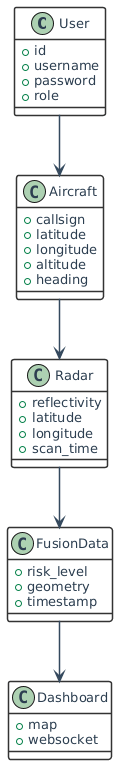 C User
id
username
password
role
C Aircraft
callsign
latitude
longitude
altitude
heading
C Radar
reflectivity
latitude
longitude
scan_time
C FusionData
risk_level
geometry
timestamp
C Dashboard
map
websocket